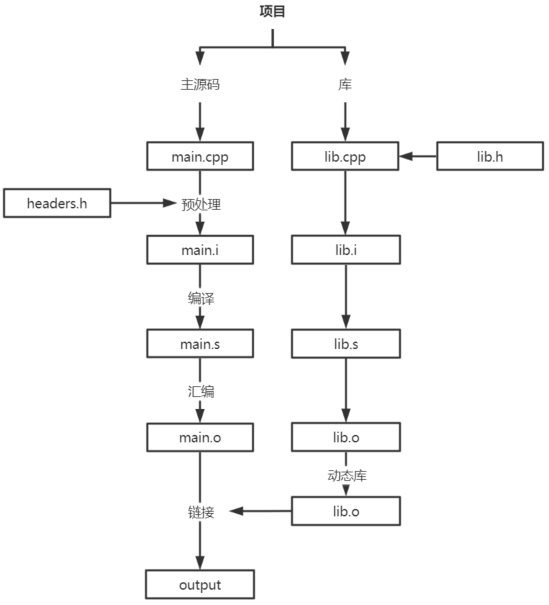 项目
主源码
库
main.cpp
lib.cpp
lib.h
headers.h
预处理
main.i
lib.i
编译
main.s
lib.s
汇编
main.o
lib.o
动态库
链接
lib.o
output